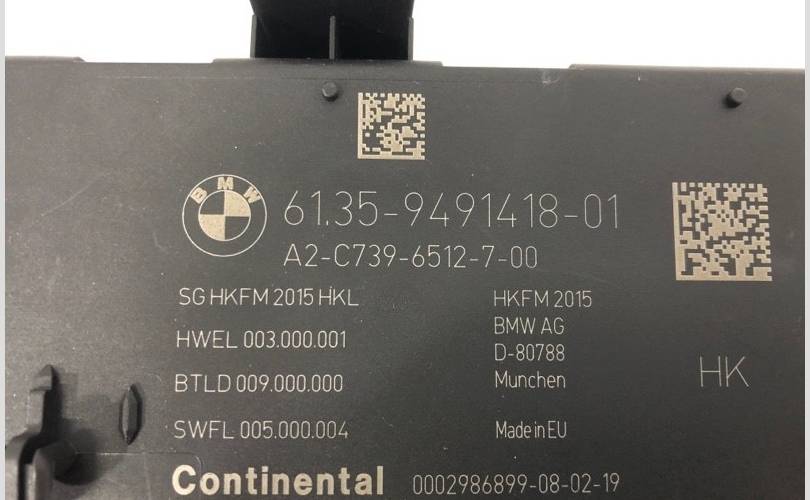 BMW
61.35-9491418-01
A2-C739-6512-7-00
SG HKFM 2015 HKL
HWEL 003.000.001
BTLD 009.000.000
SWFL 005.000.004
HKFM 2015
BMW AG
D-80788
Munchen
Made in EU
HK
Continental 0002986899-08-02-19